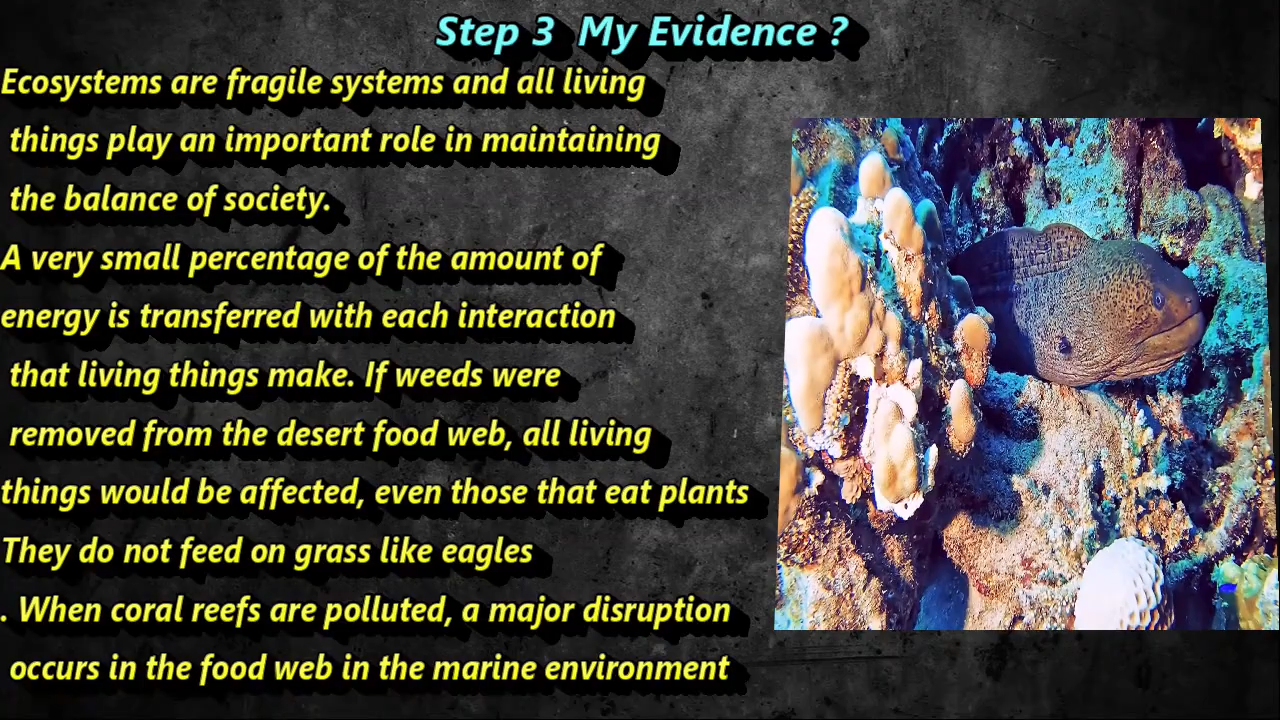 Step 3 My Evidence ?
Ecosystems are fragile systems and all living
things play an important role in maintaining
the balance of society.
A very small percentage of the amount of
energy is transferred with each interaction
that living things make. If weeds were
removed from the desert food web, all living
things would be affected, even those that eat plants
They do not feed on grass like eagles
. When coral reefs are polluted, a major disruption
occurs in the food web in the marine environment